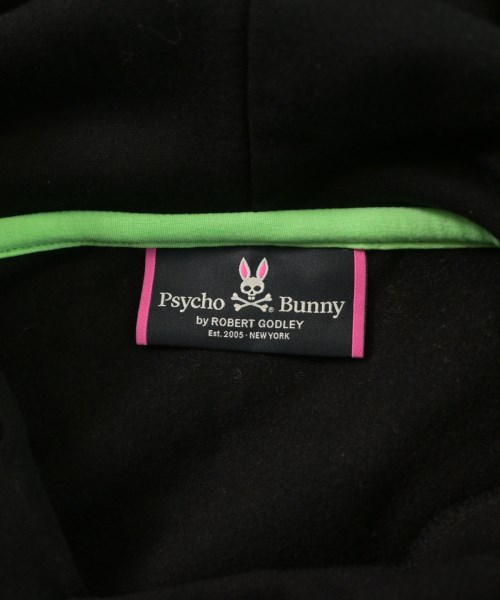 Psycho Bunny®
by ROBERT GODLEY
Est. 2005 · NEW YORK